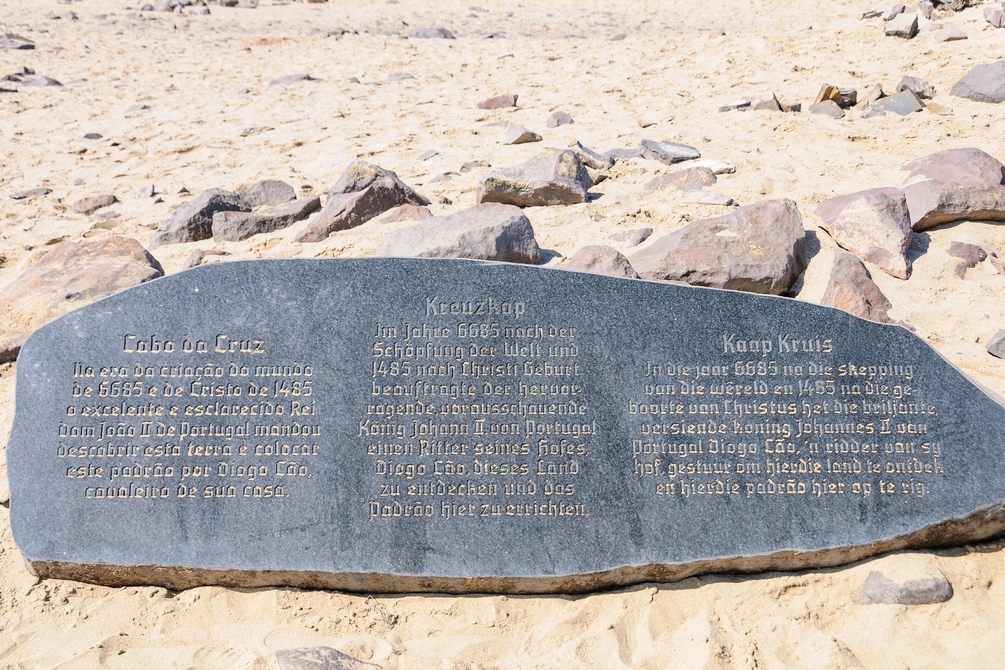 Cabo da Cruz
Na era da criação do mundo
de 6685 e de Cristo de 1485
o excelente e esclarecido Rei
dom João II de Portugal mandou
descobrir esta terra e colocar
este padrão por Diogo Cão,
cavaleiro de sua casa.
Kreuzkap
Im Jahre 6685 nach der
Schöpfung der Welt und
1485 nach Christi Geburt
beauftragte der hervor-
ragende, vorausschauende
König Johann II. von Portugal
einen Ritter seines Hofes,
Diogo Cão, dieses Land
zu entdecken und das
Padrão hier zu errichten.
Kaap Kruis
In die jaar 6685 na die skepping
van die wêreld en 1485 na die ge-
boorte van Christus het die briljante,
versiende koning Johannes II van
Portugal Diogo Cão, 'n ridder van sy
hof, gestuur om hierdie land te ontdek
en hierdie padrão hier op te rig.